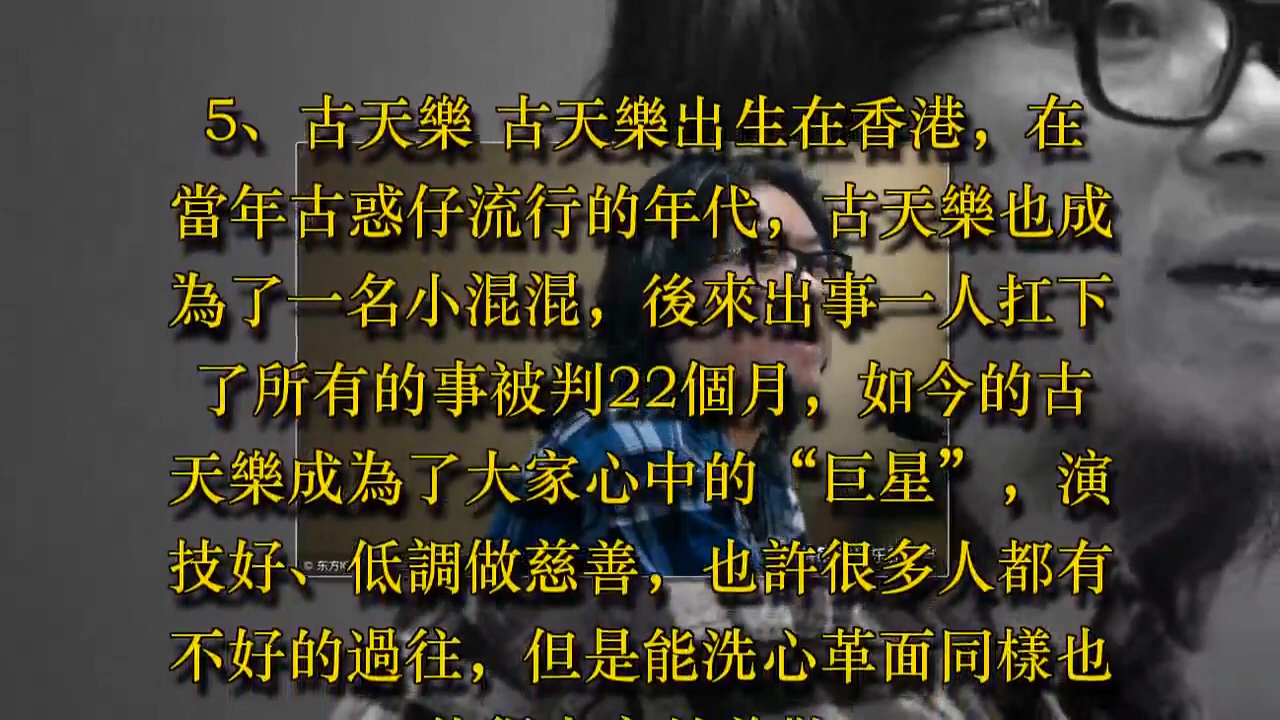 5、古天樂 古天樂出生在香港，在
當年古惑仔流行的年代，古天樂也成
為了一名小混混，後來出事一人扛下
了所有的事被判22個月，如今的古
天樂成為了大家心中的“巨星”，演
技好、低調做慈善，也許很多人都有
不好的過往，但是能洗心革面同樣也
© 东方